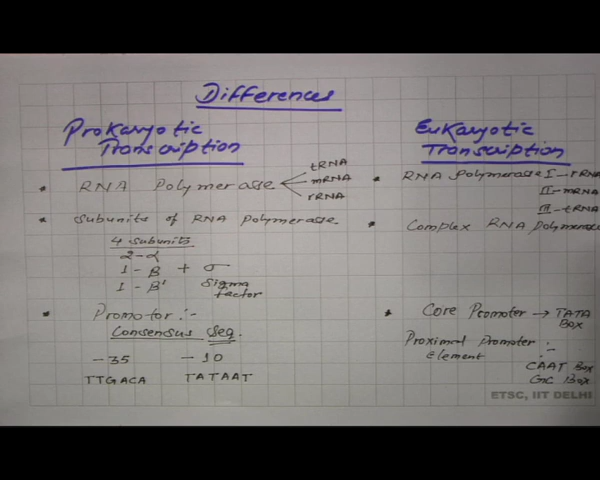 Differences
Prokaryotic
Transcription
Eukaryotic
Transcription
• RNA Polymerase
tRNA
mRNA
rRNA
• RNA Polymerase I - rRNA
II - mRNA
III - tRNA
• Subunits of RNA Polymerase.
4 Subunits
2 - α
1 - β + σ
1 - β' Sigma
factor
• Complex RNA Polymerase
• Promotor :-
Consensus Seq.
-35 -10
TTGACA TATAAT
• Core Promoter → TATA
Box
Proximal Promoter :-
element
CAAT Box
GC Box
ETSC, IIT DELHI